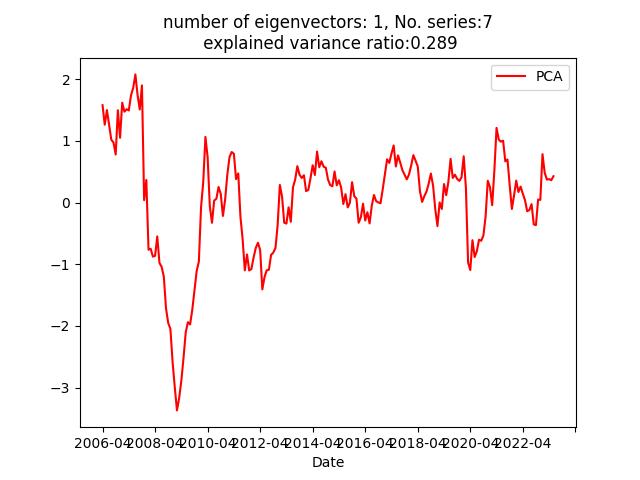 number of eigenvectors: 1, No. series:7
explained variance ratio:0.289
PCA
2
1
0
−1
−2
−3
2006-04 2008-04 2010-04 2012-04 2014-04 2016-04 2018-04 2020-04 2022-04
Date